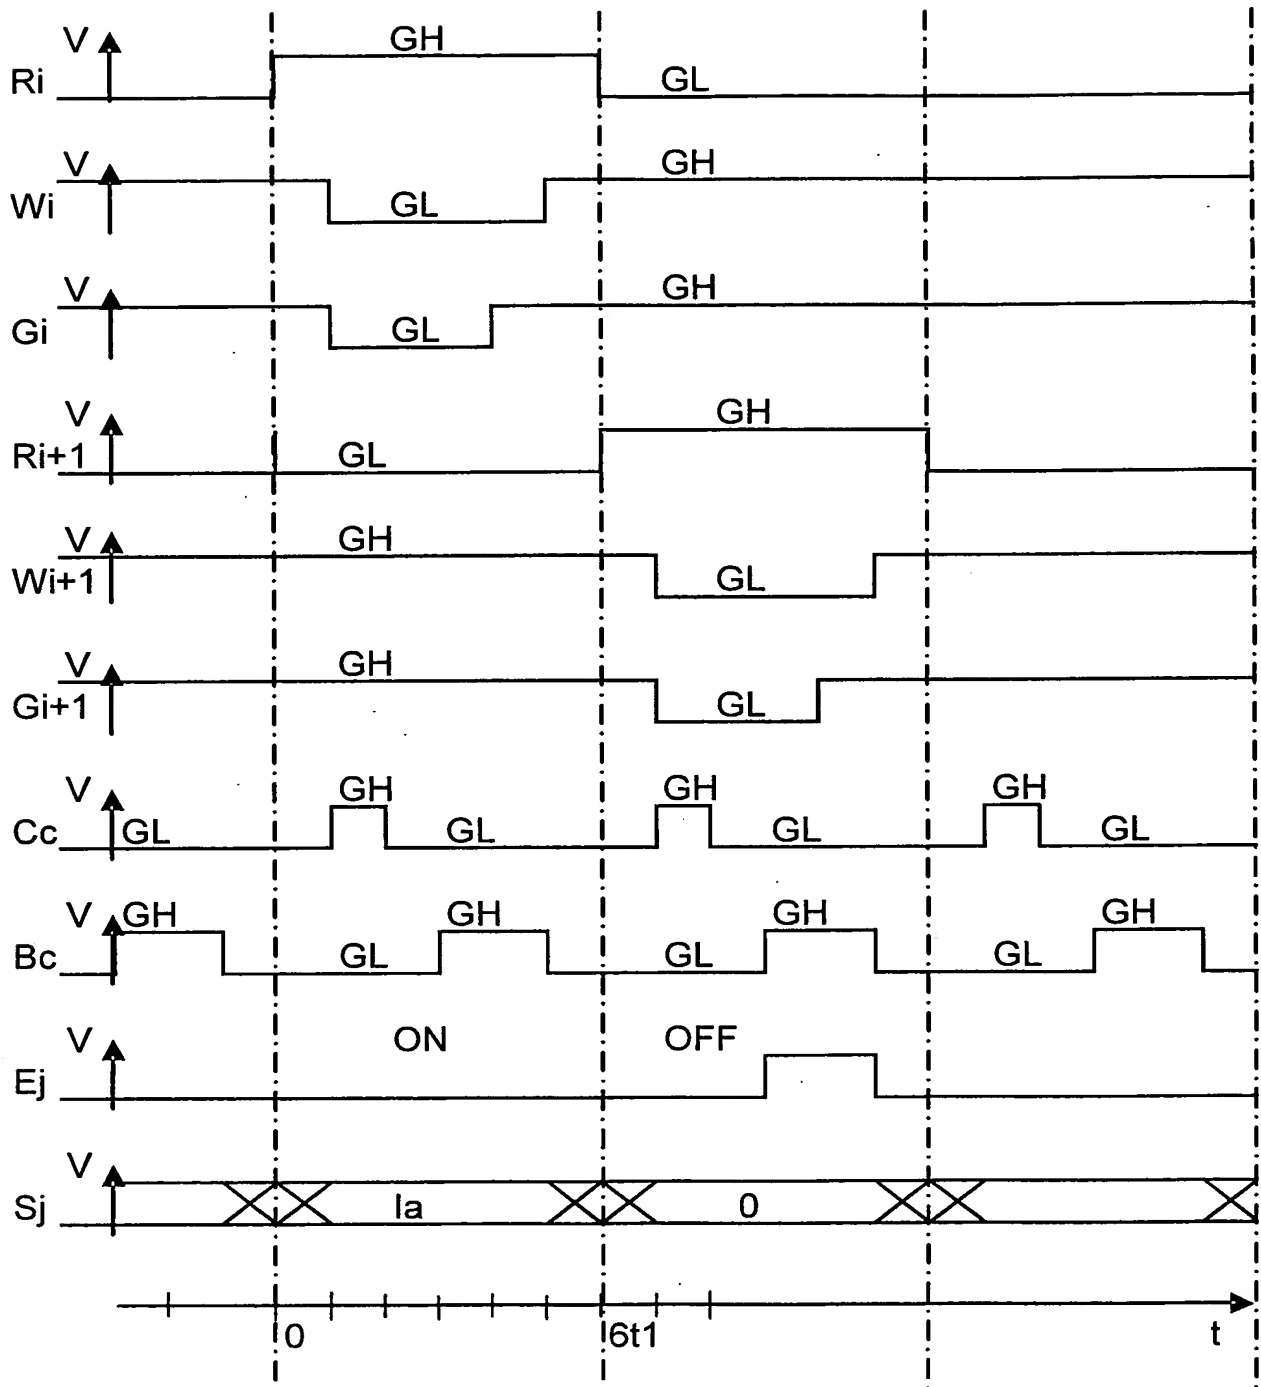 V GH
Ri GL
V GH
Wi GL
V GH
Gi GL
V GH
Ri+1 GL
V GH
Wi+1 GL
V GH
Gi+1 GL
V GH GH GH
Cc GL GL GL GL
V GH GH GH GH
Bc GL GL GL
V ON OFF
Ej
V
Sj Ia 0
0 6t1 t